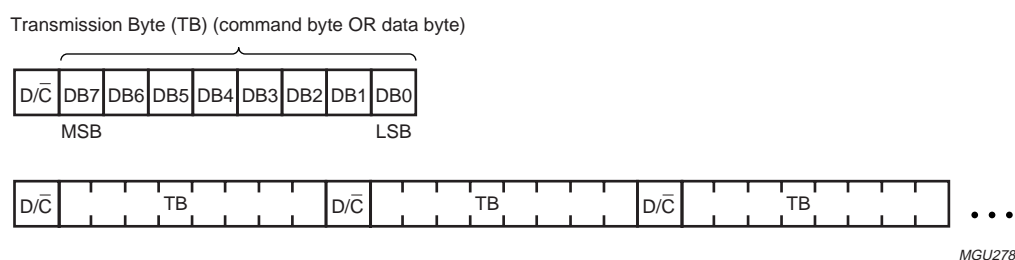 Transmission Byte (TB) (command byte OR data byte)
D/C̅ DB7 DB6 DB5 DB4 DB3 DB2 DB1 DB0
MSB LSB
D/C̅ TB D/C̅ TB D/C̅ TB ...
MGU278